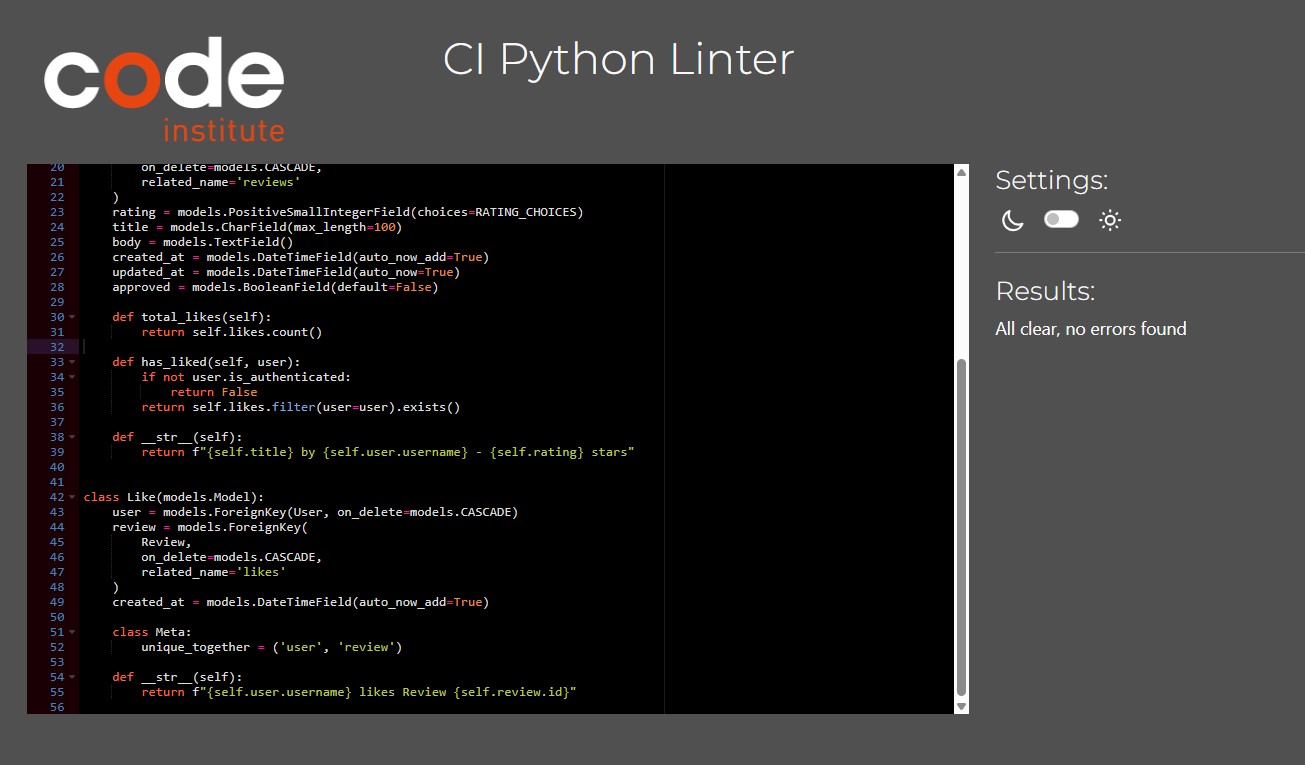 code
institute
CI Python Linter
20 on_delete=models.CASCADE,
21 related_name='reviews'
22 )
23 rating = models.PositiveSmallIntegerField(choices=RATING_CHOICES)
24 title = models.CharField(max_length=100)
25 body = models.TextField()
26 created_at = models.DateTimeField(auto_now_add=True)
27 updated_at = models.DateTimeField(auto_now=True)
28 approved = models.BooleanField(default=False)
29
30 def total_likes(self):
31 return self.likes.count()
32
33 def has_liked(self, user):
34 if not user.is_authenticated:
35 return False
36 return self.likes.filter(user=user).exists()
37
38 def __str__(self):
39 return f"{self.title} by {self.user.username} - {self.rating} stars"
40
41
42 class Like(models.Model):
43 user = models.ForeignKey(User, on_delete=models.CASCADE)
44 review = models.ForeignKey(
45 Review,
46 on_delete=models.CASCADE,
47 related_name='likes'
48 )
49 created_at = models.DateTimeField(auto_now_add=True)
50
51 class Meta:
52 unique_together = ('user', 'review')
53
54 def __str__(self):
55 return f"{self.user.username} likes Review {self.review.id}"
56
Settings:
Results:
All clear, no errors found